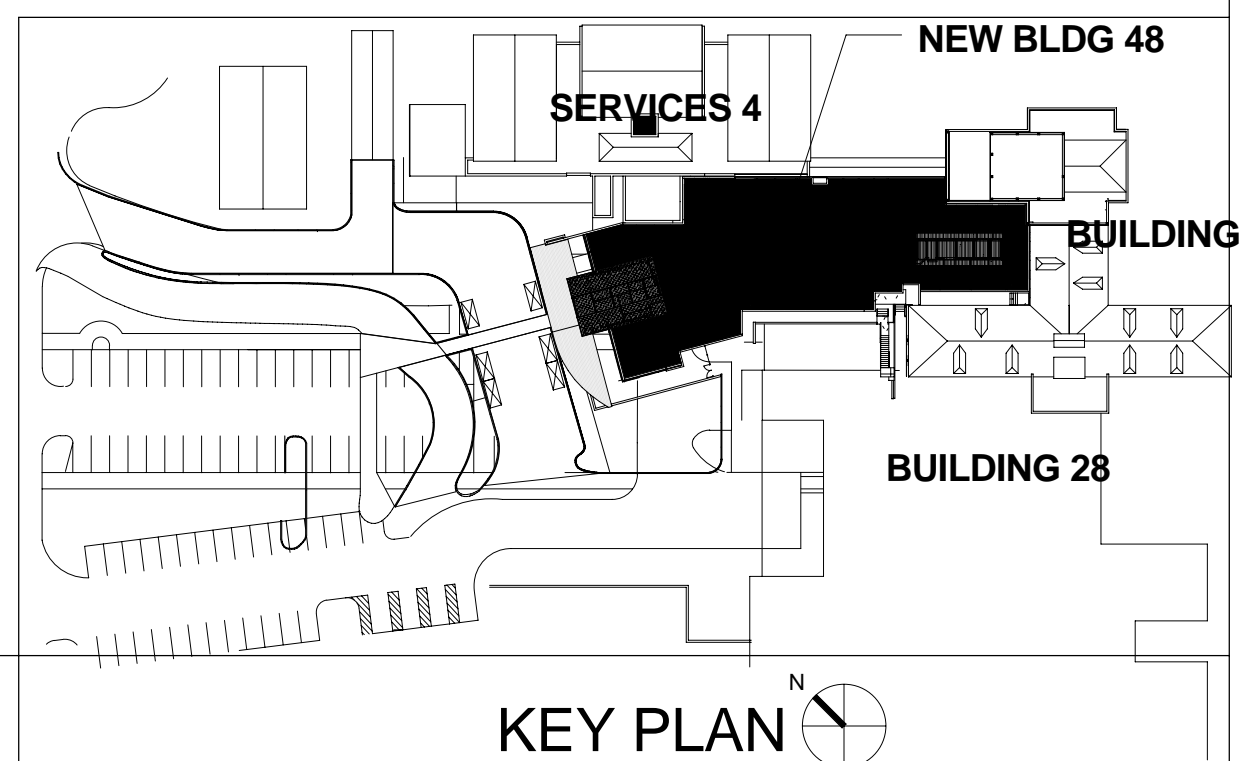 NEW BLDG 48
SERVICES 4
BUILDING
BUILDING 28
N
KEY PLAN